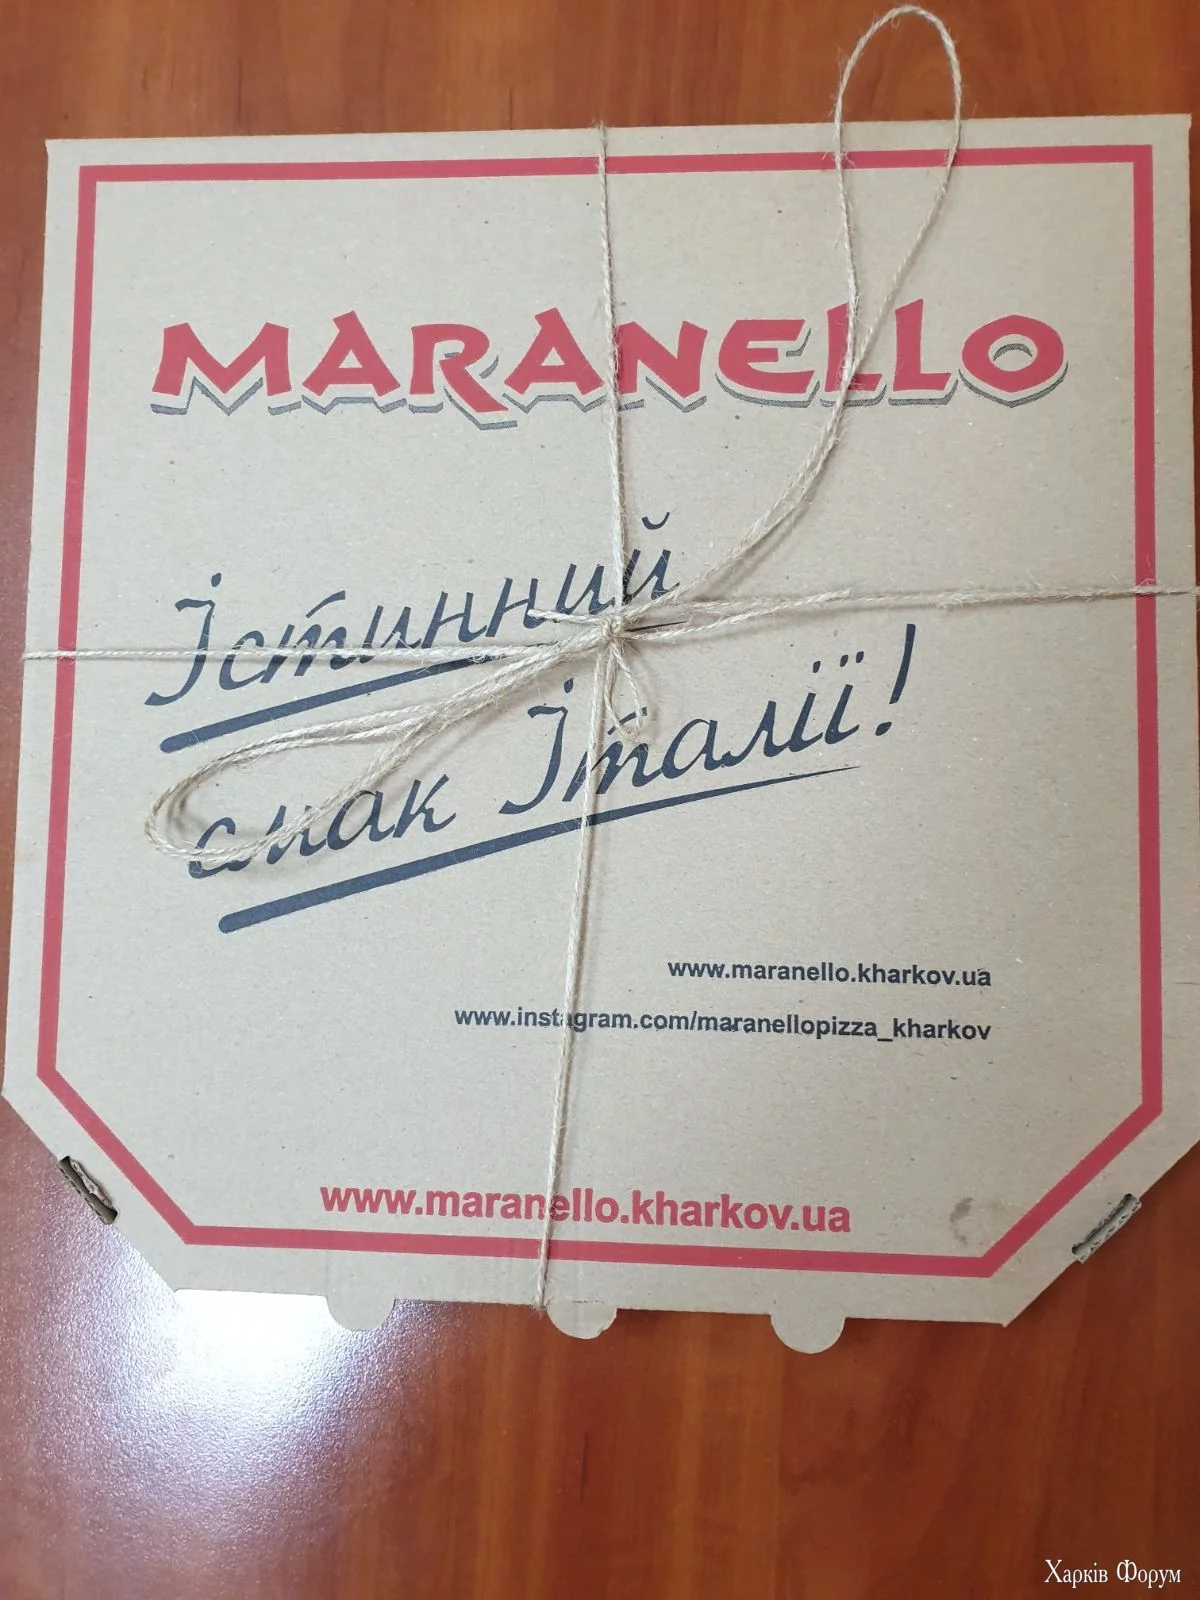 MARANELLO
Істинний
смак Італії!
www.maranello.kharkov.ua
www.instagram.com/maranellopizza_kharkov
www.maranello.kharkov.ua
Харків Форум